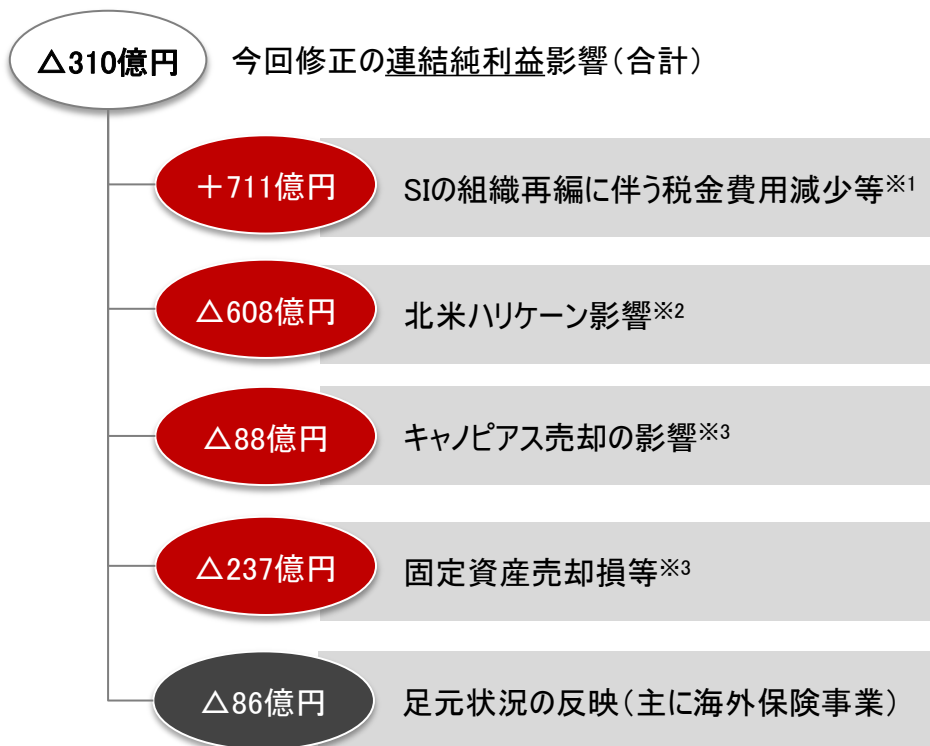 △310億円 今回修正の連結純利益影響(合計)
+711億円 SIの組織再編に伴う税金費用減少等※1
△608億円 北米ハリケーン影響※2
△88億円 キャノピアス売却の影響※3
△237億円 固定資産売却損等※3
△86億円 足元状況の反映(主に海外保険事業)